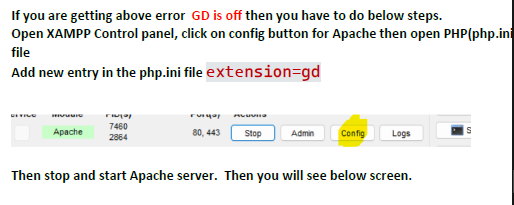 If you are getting above error GD is off then you have to do below steps.
Open XAMPP Control panel, click on config button for Apache then open PHP(php.ini
file
Add new entry in the php.ini file extension=gd
Apache 7460 80, 443 Stop Admin Config Logs
2864
Then stop and start Apache server. Then you will see below screen.